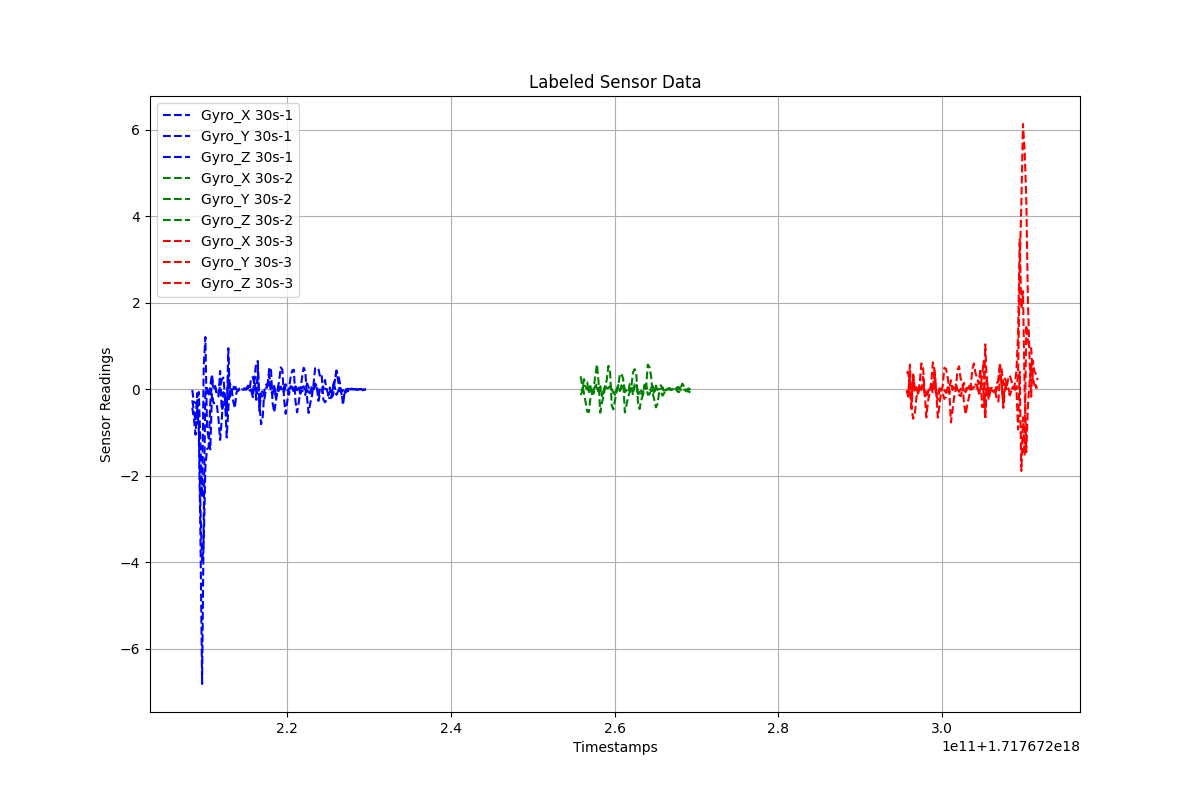 Labeled Sensor Data
Gyro_X 30s-1
Gyro_Y 30s-1
Gyro_Z 30s-1
Gyro_X 30s-2
Gyro_Y 30s-2
Gyro_Z 30s-2
Gyro_X 30s-3
Gyro_Y 30s-3
Gyro_Z 30s-3
6
4
2
0
−2
−4
−6
Sensor Readings
2.2 2.4 2.6 2.8 3.0
Timestamps
1e11+1.717672e18